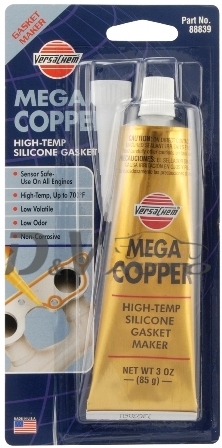 GASKET
MAKER
VERSACHEM
Part No.
88839
MEGA
COPPER
HIGH-TEMP
SILICONE GASKET
• Sensor Safe-
Use On All Engines
• High-Temp, Up to 700°F
• Low Volatile
• Low Odor
• Non-Corrosive
VERSACHEM
MEGA
COPPER
HIGH-TEMP
SILICONE
GASKET
MAKER
NET WT 3 OZ
(85 g)
MADE IN U.S.A.